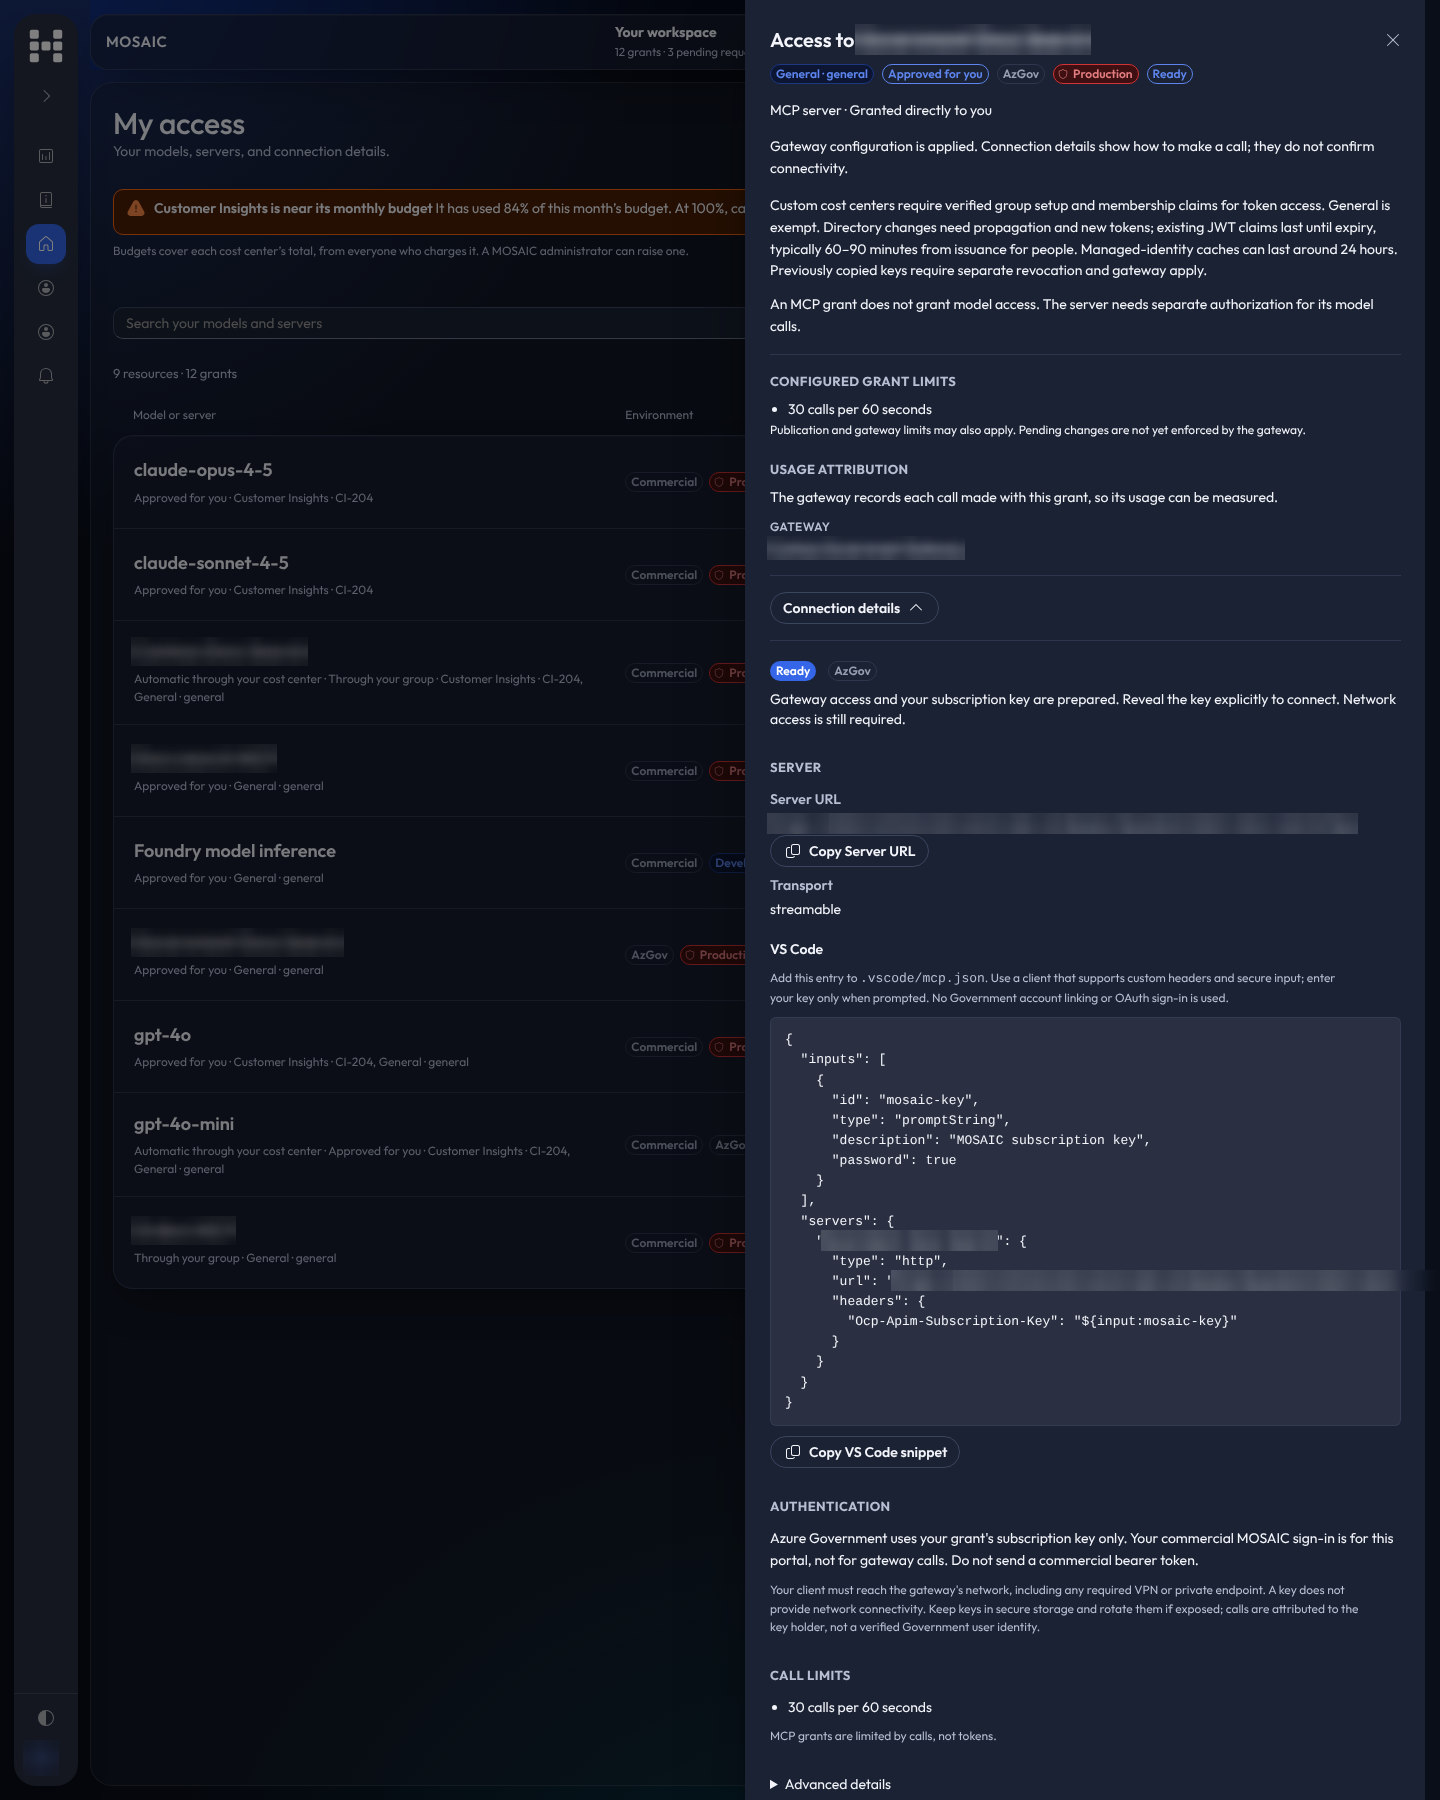 MOSAIC
Your workspace
12 grants · 3 pending requ
My access
Your models, servers, and connection details.
Customer Insights is near its monthly budget It has used 84% of this month's budget. At 100%, ca
Budgets cover each cost center's total, from everyone who charges it. A MOSAIC administrator can raise one.
Search your models and servers
9 resources · 12 grants
Model or server
Environment
claude-opus-4-5
Approved for you · Customer Insights · CI-204
Commercial
Pro
claude-sonnet-4-5
Approved for you · Customer Insights · CI-204
Commercial
Pro
Automatic through your cost center · Through your group · Customer Insights · CI-204,
General · general
Commercial
Pro
Approved for you · General · general
Commercial
Pro
Foundry model inference
Approved for you · General · general
Commercial
Devel
Approved for you · General · general
AzGov
Producti
gpt-4o
Approved for you · Customer Insights · CI-204, General · general
Commercial
Pro
gpt-4o-mini
Automatic through your cost center · Approved for you · Customer Insights · CI-204,
General · general
Commercial
AzGo
Through your group · General · general
Commercial
Pro
Access to
General · general
Approved for you
AzGov
Production
Ready
MCP server · Granted directly to you
Gateway configuration is applied. Connection details show how to make a call; they do not confirm
connectivity.
Custom cost centers require verified group setup and membership claims for token access. General is
exempt. Directory changes need propagation and new tokens; existing JWT claims last until expiry,
typically 60–90 minutes from issuance for people. Managed-identity caches can last around 24 hours.
Previously copied keys require separate revocation and gateway apply.
An MCP grant does not grant model access. The server needs separate authorization for its model
calls.
CONFIGURED GRANT LIMITS
• 30 calls per 60 seconds
Publication and gateway limits may also apply. Pending changes are not yet enforced by the gateway.
USAGE ATTRIBUTION
The gateway records each call made with this grant, so its usage can be measured.
GATEWAY
Connection details
Ready
AzGov
Gateway access and your subscription key are prepared. Reveal the key explicitly to connect. Network
access is still required.
SERVER
Server URL
Copy Server URL
Transport
streamable
VS Code
Add this entry to .vscode/mcp.json. Use a client that supports custom headers and secure input; enter
your key only when prompted. No Government account linking or OAuth sign-in is used.
{
"inputs": [
{
"id": "mosaic-key",
"type": "promptString",
"description": "MOSAIC subscription key",
"password": true
}
],
"servers": {
": {
"type": "http",
"url": "
"headers": {
"Ocp-Apim-Subscription-Key": "${input:mosaic-key}"
}
}
}
}
Copy VS Code snippet
AUTHENTICATION
Azure Government uses your grant's subscription key only. Your commercial MOSAIC sign-in is for this
portal, not for gateway calls. Do not send a commercial bearer token.
Your client must reach the gateway's network, including any required VPN or private endpoint. A key does not
provide network connectivity. Keep keys in secure storage and rotate them if exposed; calls are attributed to the
key holder, not a verified Government user identity.
CALL LIMITS
• 30 calls per 60 seconds
MCP grants are limited by calls, not tokens.
Advanced details